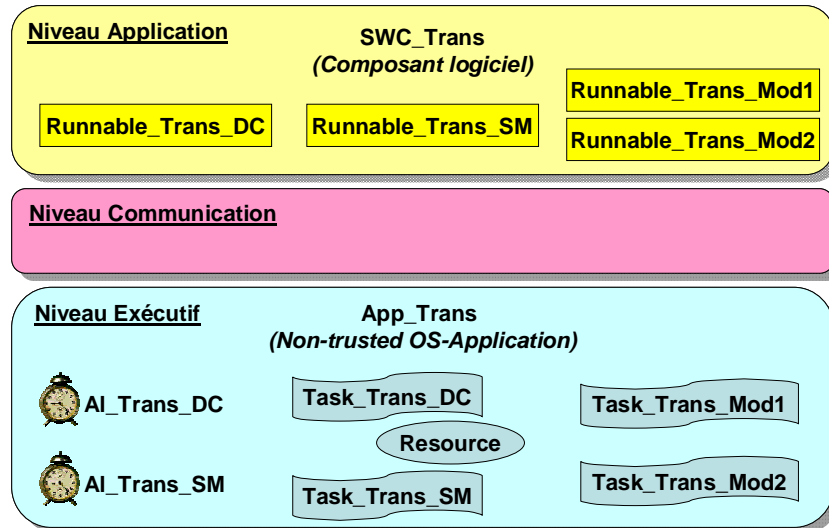 Niveau Application
SWC_Trans
(Composant logiciel)
Runnable_Trans_DC
Runnable_Trans_SM
Runnable_Trans_Mod1
Runnable_Trans_Mod2
Niveau Communication
Niveau Exécutif
App_Trans
(Non-trusted OS-Application)
Al_Trans_DC
Task_Trans_DC
Task_Trans_Mod1
Resource
Al_Trans_SM
Task_Trans_SM
Task_Trans_Mod2